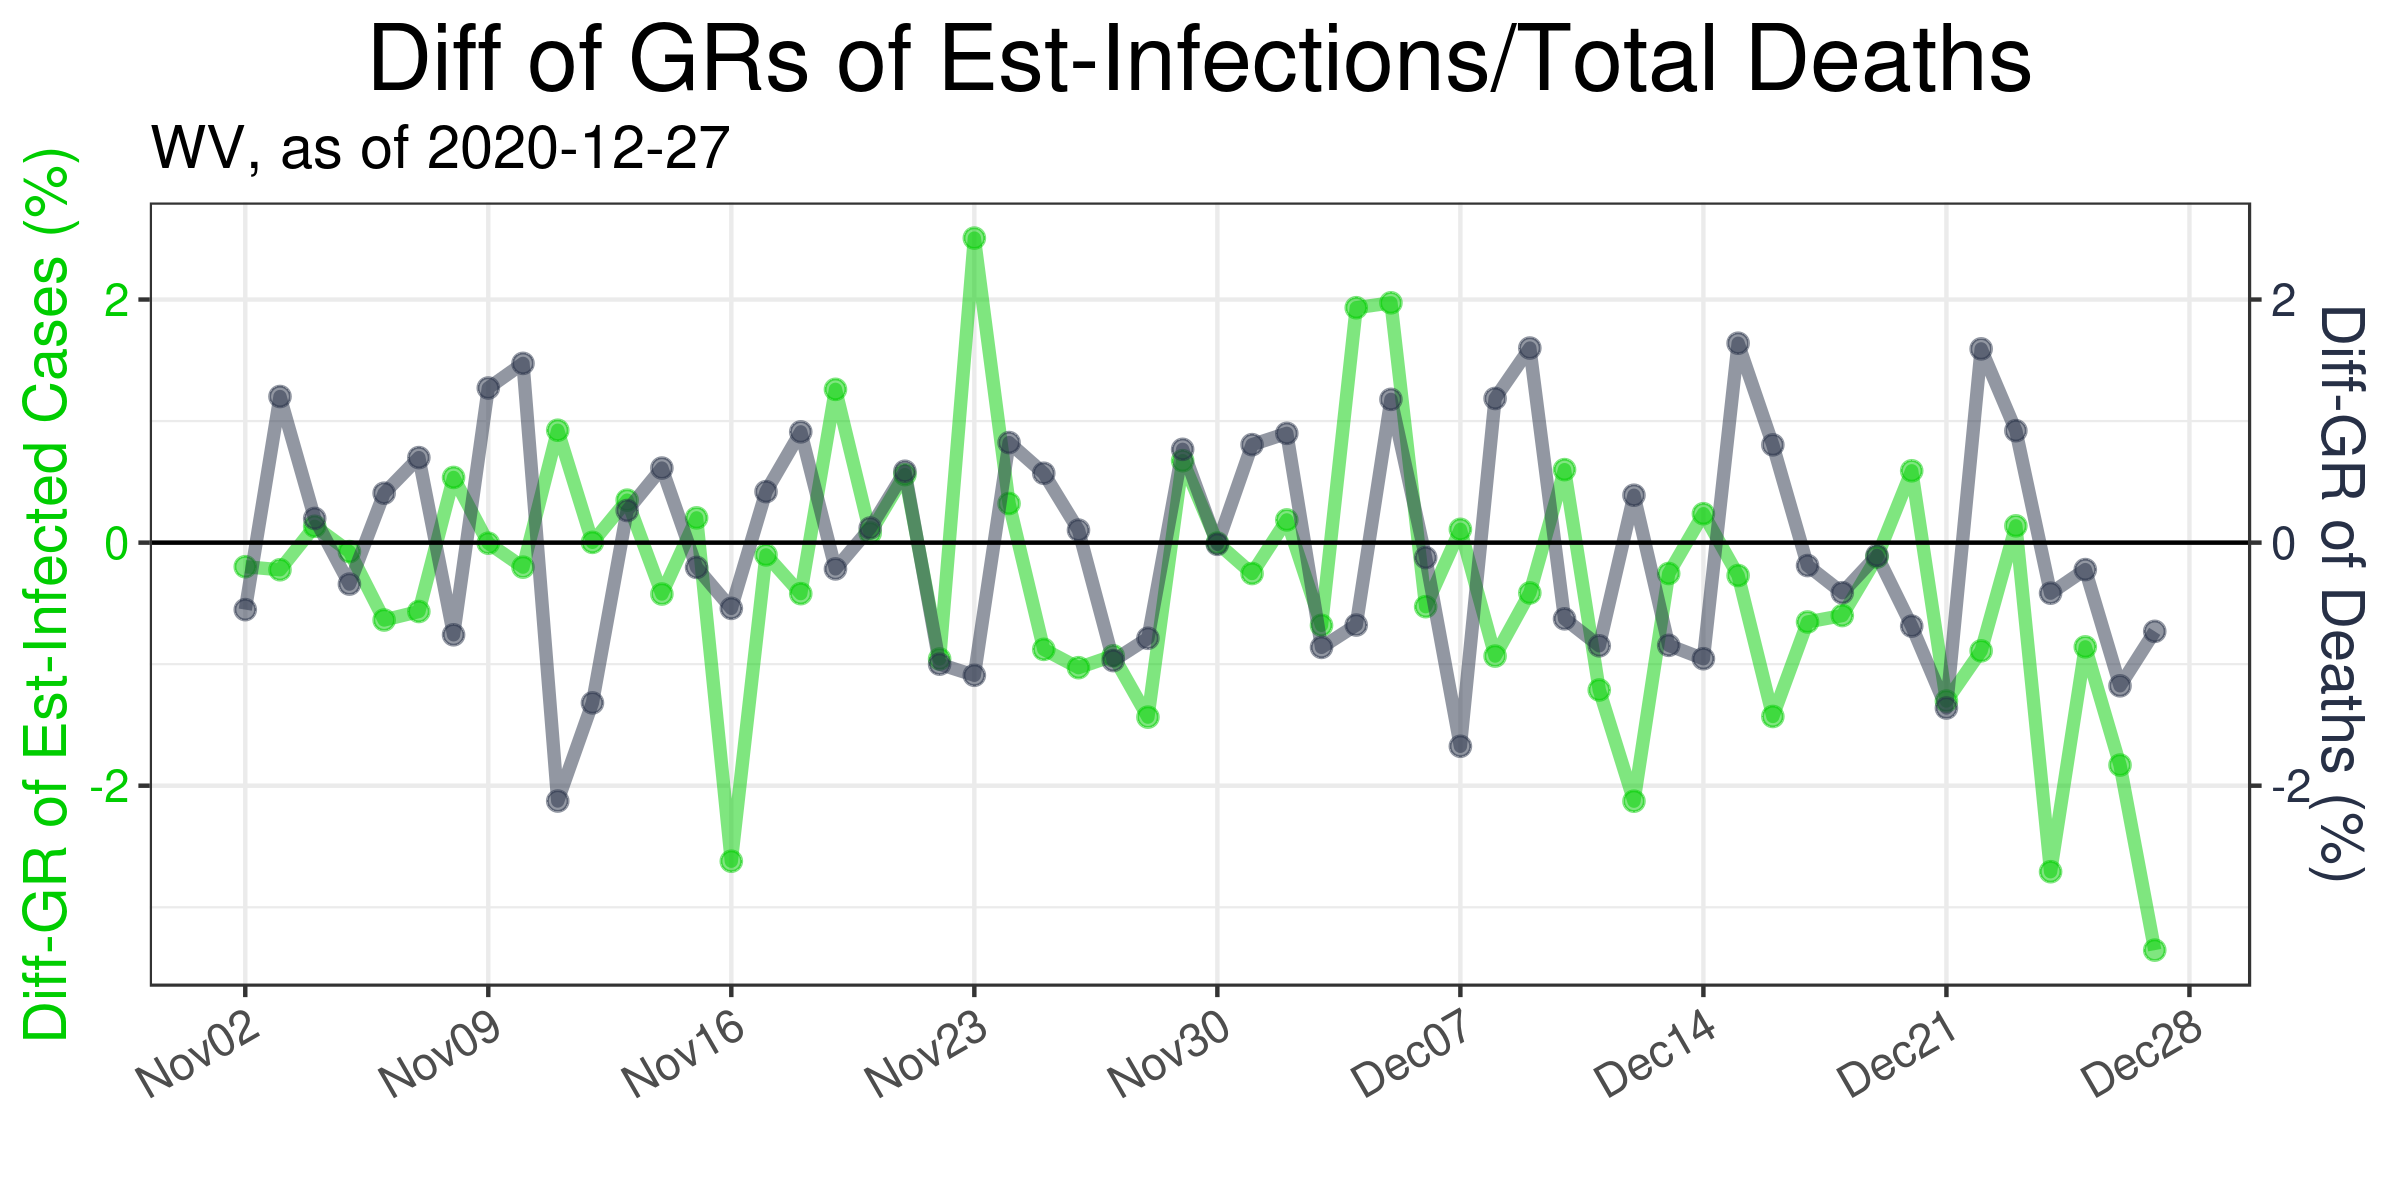 Diff of GRs of Est-Infections/Total Deaths
WV, as of 2020-12-27
Diff-GR of Est-Infected Cases (%)
2
0
-2
2
0
-2
Diff-GR of Deaths (%)
Nov02
Nov09
Nov16
Nov23
Nov30
Dec07
Dec14
Dec21
Dec28